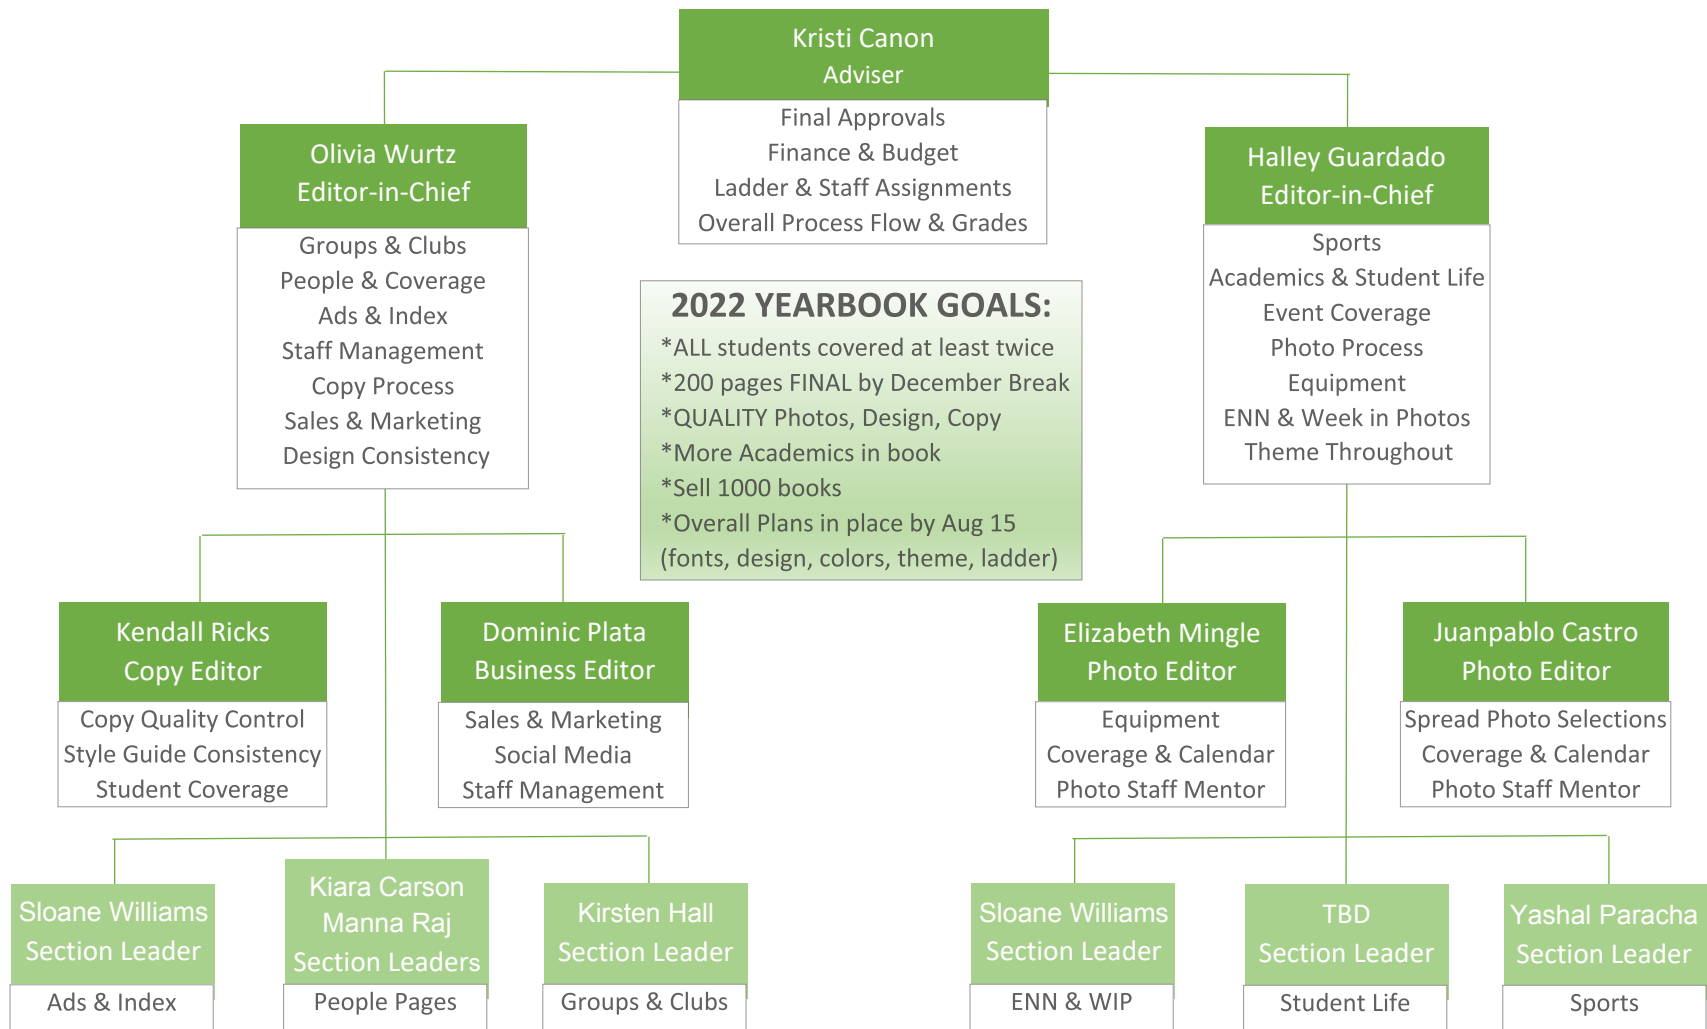 Kristi Canon
Adviser
Final Approvals
Finance & Budget
Ladder & Staff Assignments
Overall Process Flow & Grades
Olivia Wurtz
Editor-in-Chief
Groups & Clubs
People & Coverage
Ads & Index
Staff Management
Copy Process
Sales & Marketing
Design Consistency
Halley Guardado
Editor-in-Chief
Sports
Academics & Student Life
Event Coverage
Photo Process
Equipment
ENN & Week in Photos
Theme Throughout
2022 YEARBOOK GOALS:
*ALL students covered at least twice
*200 pages FINAL by December Break
*QUALITY Photos, Design, Copy
*More Academics in book
*Sell 1000 books
*Overall Plans in place by Aug 15
(fonts, design, colors, theme, ladder)
Kendall Ricks
Copy Editor
Copy Quality Control
Style Guide Consistency
Student Coverage
Dominic Plata
Business Editor
Sales & Marketing
Social Media
Staff Management
Elizabeth Mingle
Photo Editor
Equipment
Coverage & Calendar
Photo Staff Mentor
Juanpablo Castro
Photo Editor
Spread Photo Selections
Coverage & Calendar
Photo Staff Mentor
Sloane Williams
Section Leader
Ads & Index
Kiara Carson
Manna Raj
Section Leaders
People Pages
Kirsten Hall
Section Leader
Groups & Clubs
Sloane Williams
Section Leader
ENN & WIP
TBD
Section Leader
Student Life
Yashal Paracha
Section Leader
Sports